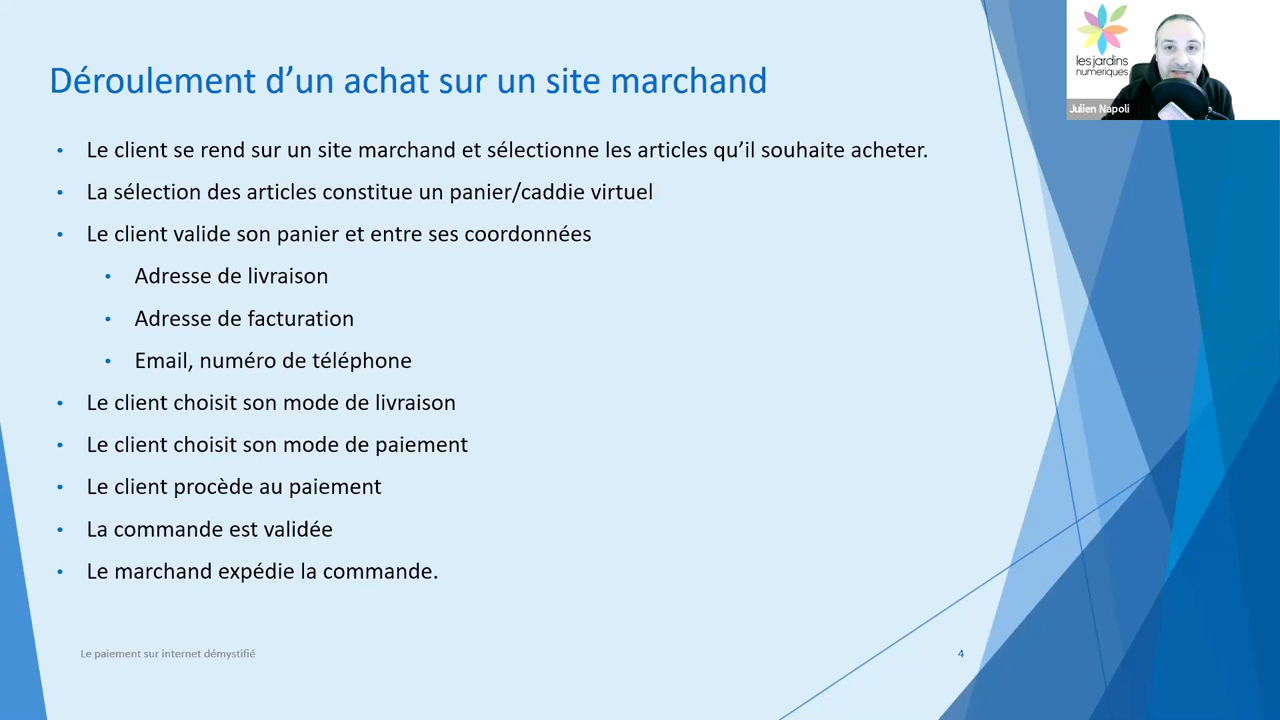 Déroulement d’un achat sur un site marchand
• Le client se rend sur un site marchand et sélectionne les articles qu’il souhaite acheter.
• La sélection des articles constitue un panier/caddie virtuel
• Le client valide son panier et entre ses coordonnées
• Adresse de livraison
• Adresse de facturation
• Email, numéro de téléphone
• Le client choisit son mode de livraison
• Le client choisit son mode de paiement
• Le client procède au paiement
• La commande est validée
• Le marchand expédie la commande.
Le paiement sur internet démystifié
4
les jardins
numeriques
Julien Napoli